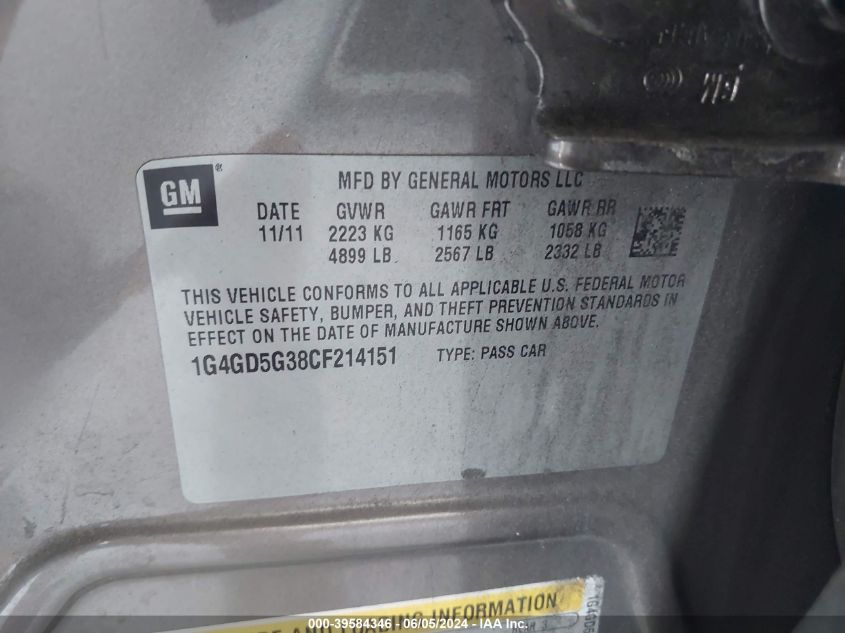 GM
MFD BY GENERAL MOTORS LLC
DATE GVWR GAWR FRT GAWR RR
11/11 2223 KG 1165 KG 1058 KG
4899 LB 2567 LB 2332 LB
THIS VEHICLE CONFORMS TO ALL APPLICABLE U.S. FEDERAL MOTOR
VEHICLE SAFETY, BUMPER, AND THEFT PREVENTION STANDARDS IN
EFFECT ON THE DATE OF MANUFACTURE SHOWN ABOVE.
1G4GD5G38CF214151 TYPE: PASS CAR
AND LOADING INFORMATION
000-39584346 - 06/05/2024 - IAA Inc.